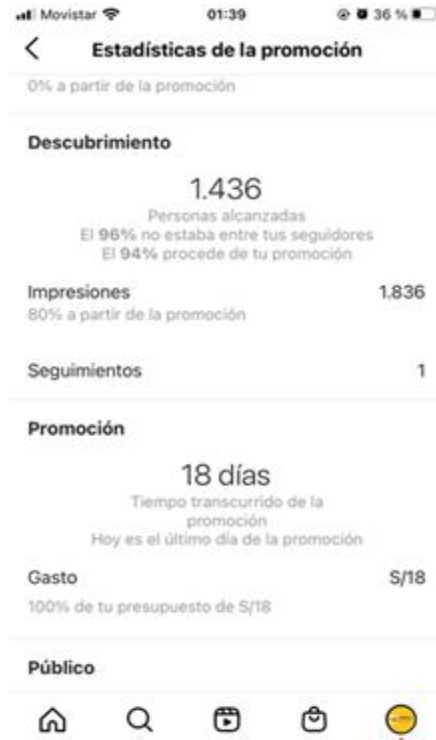 Movistar 01:39 36 %
Estadísticas de la promoción
0% a partir de la promoción
Descubrimiento
1.436
Personas alcanzadas
El 96% no estaba entre tus seguidores
El 94% procede de tu promoción
Impresiones 1.836
80% a partir de la promoción
Seguimientos 1
Promoción
18 días
Tiempo transcurrido de la
promoción
Hoy es el último día de la promoción
Gasto S/18
100% de tu presupuesto de S/18
Público